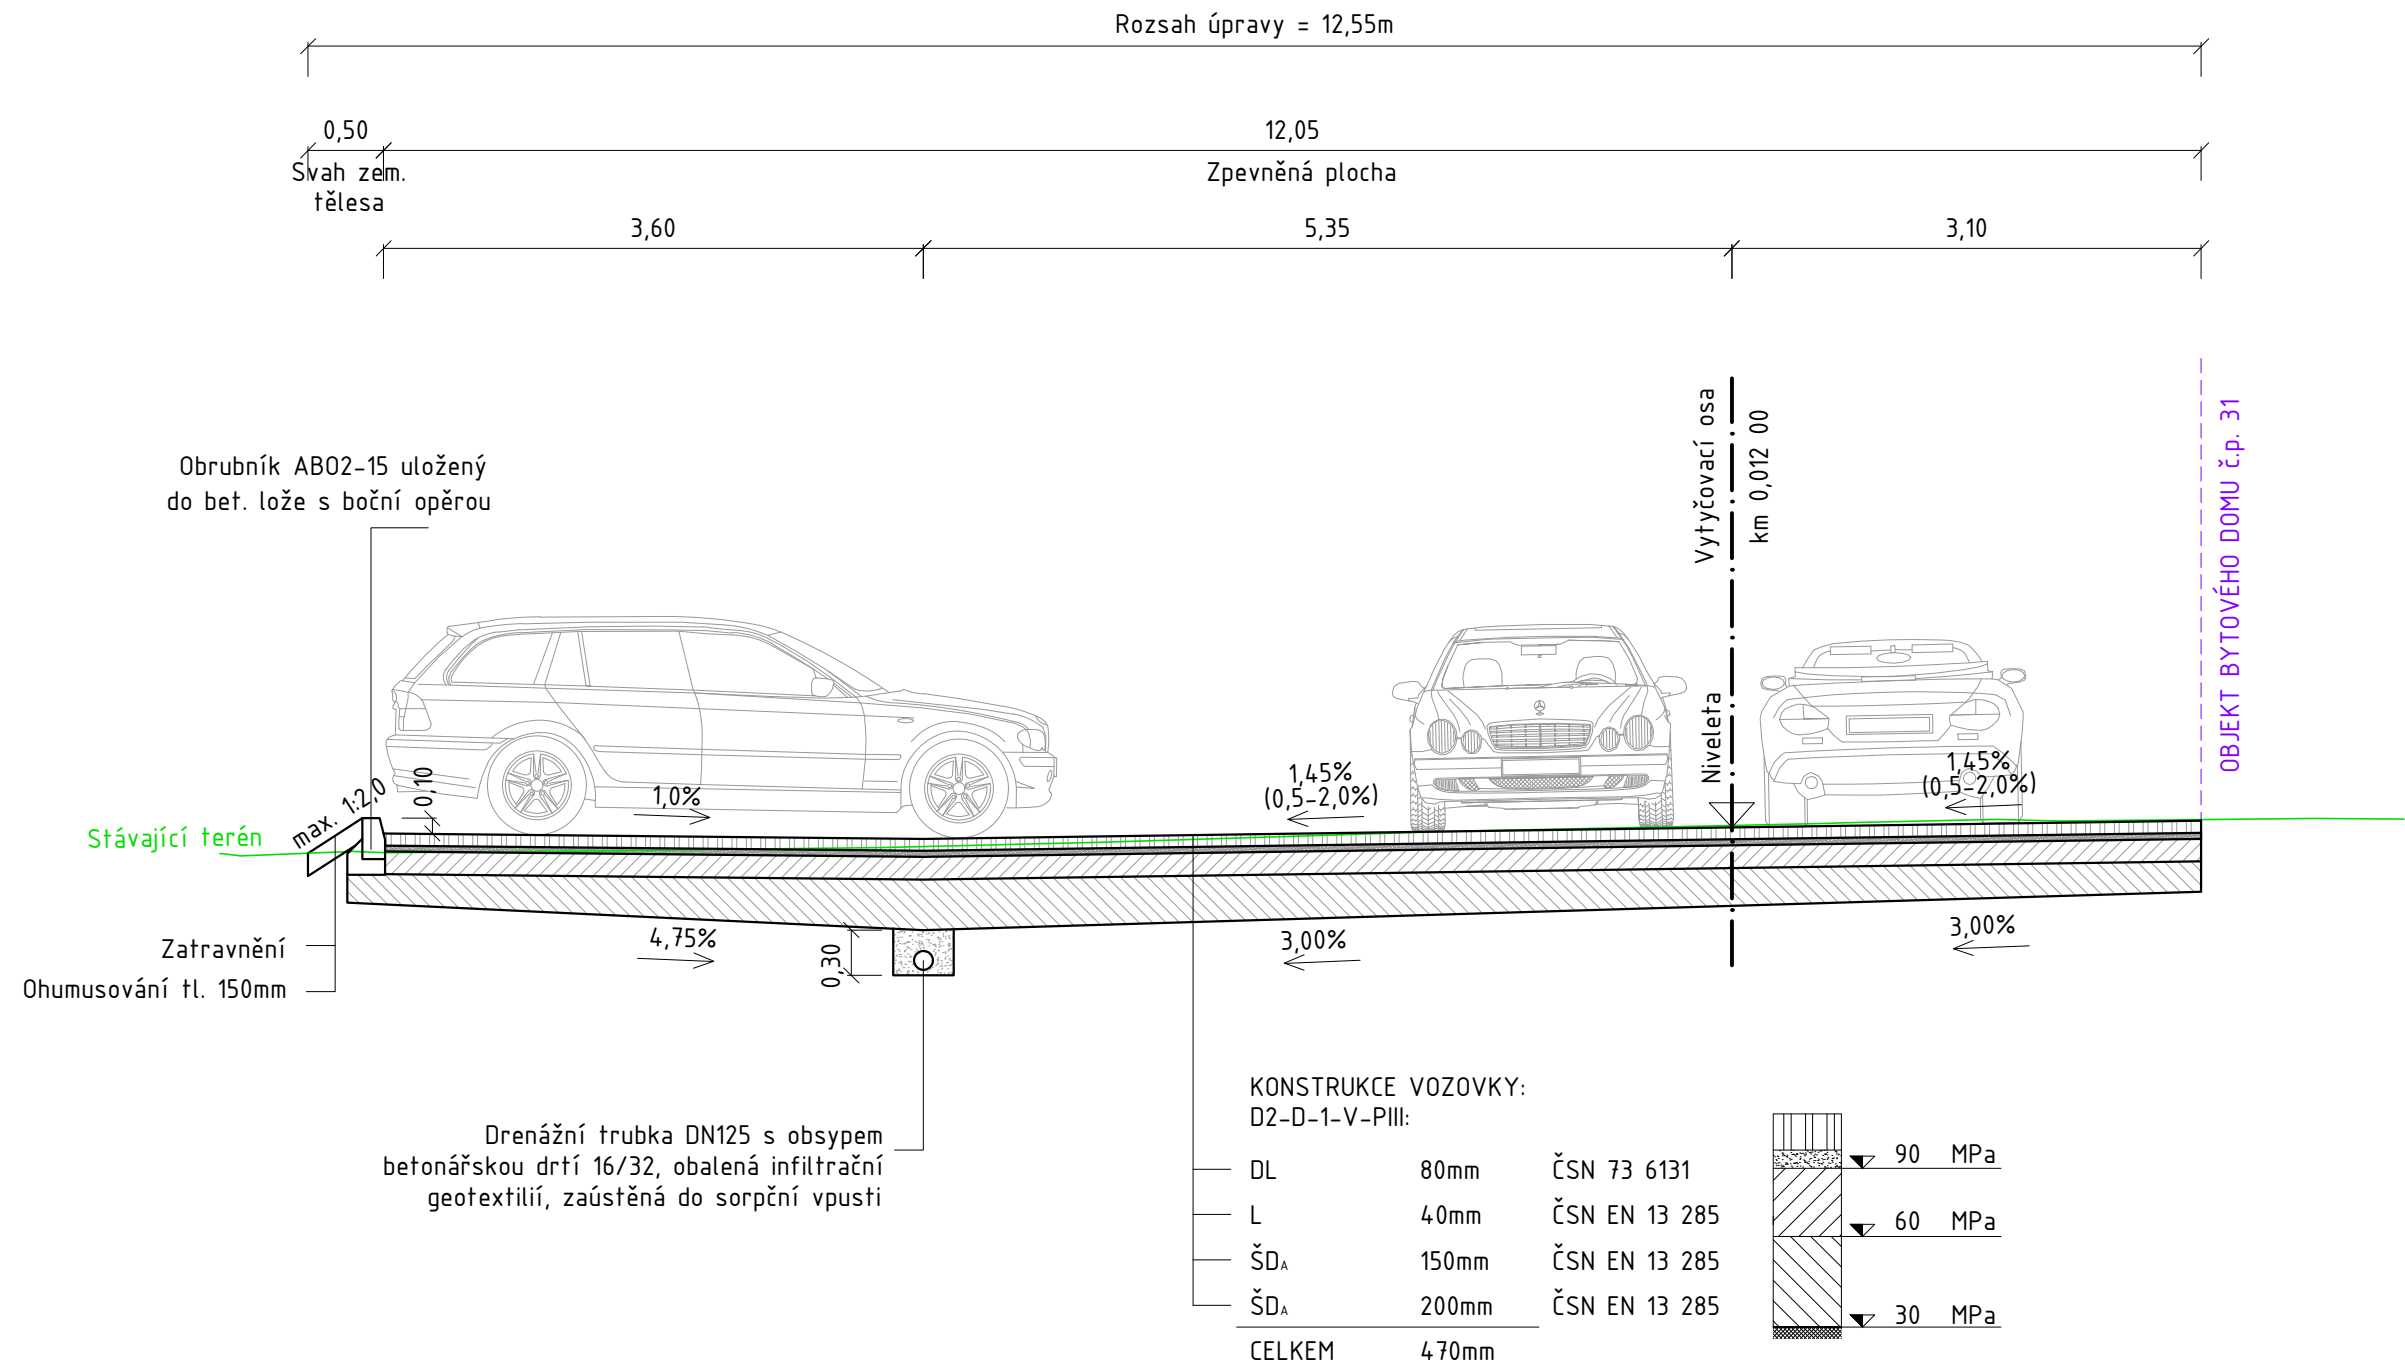 Rozsah úpravy = 12,55m
0,50
12,05
Svah zem.
tělesa
Zpevněná plocha
3,60
5,35
3,10
Vytyčovací osa
km 0,012 00
OBJEKT BYTOVÉHO DOMU č.p. 31
Obrubník ABO2-15 uložený
do bet. lože s boční opěrou
Niveleta
max. 1:2,0
0,10
1,0%
1,45%
(0,5-2,0%)
1,45%
(0,5-2,0%)
Stávající terén
4,75%
0,30
3,00%
3,00%
Zatravnění
Ohumusování tl. 150mm
Drenážní trubka DN125 s obsypem
betonářskou drtí 16/32, obalená infiltrační
geotextilií, zaústěná do sorpční vpusti
KONSTRUKCE VOZOVKY:
D2-D-1-V-PIII:
DL 80mm ČSN 73 6131
L 40mm ČSN EN 13 285
ŠDA 150mm ČSN EN 13 285
ŠDA 200mm ČSN EN 13 285
CELKEM 470mm
90 MPa
60 MPa
30 MPa